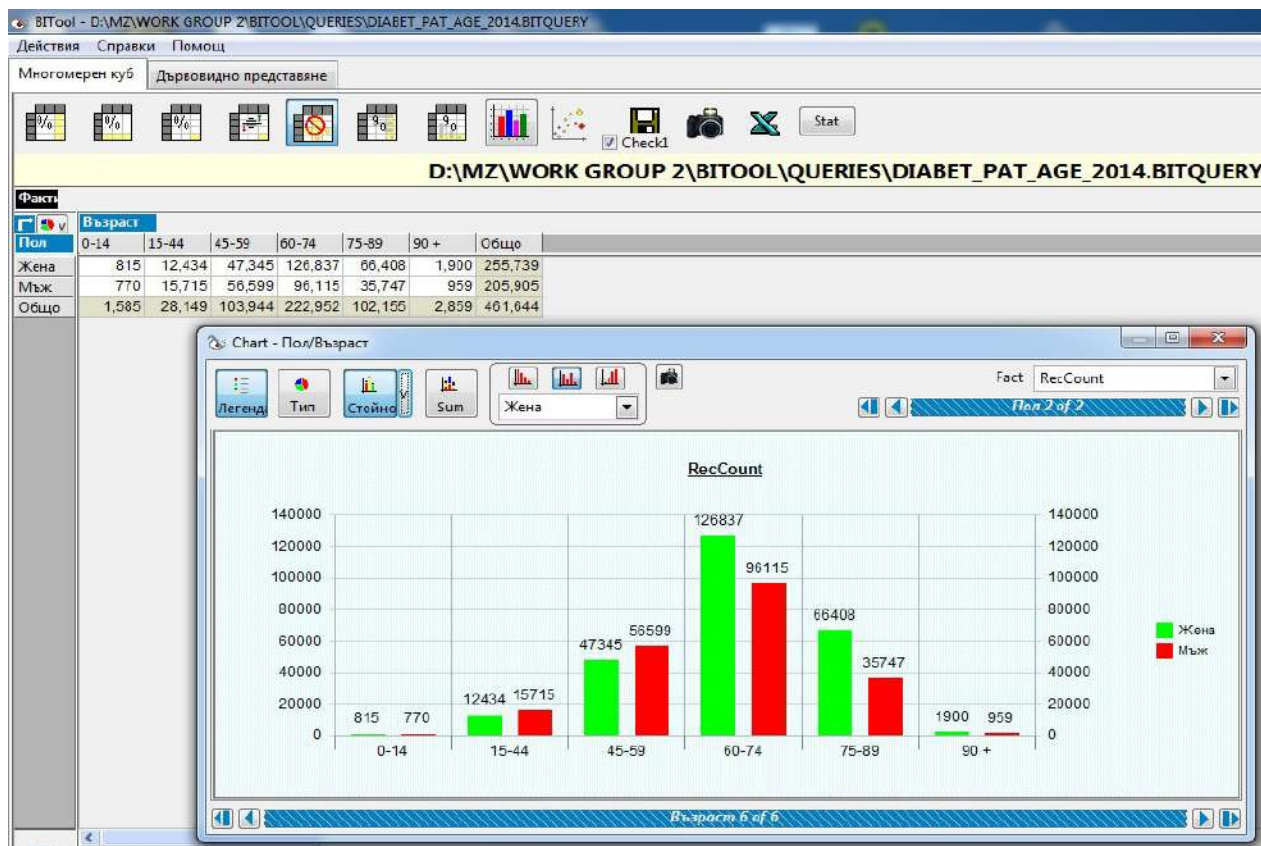 BITool - D:\MZ\WORK GROUP 2\BITOOL\QUERIES\DIABET_PAT_AGE_2014.BITQUERY
Действия Справки Помощ
Многомерен куб Дървовидно представяне
Check1 Stat
D:\MZ\WORK GROUP 2\BITOOL\QUERIES\DIABET_PAT_AGE_2014.BITQUERY
Факти
V Възраст
Пол 0-14 15-44 45-59 60-74 75-89 90 + Общо
Жена 815 12,434 47,345 126,837 66,408 1,900 255,739
Мъж 770 15,715 56,599 96,115 35,747 959 205,905
Общо 1,585 28,149 103,944 222,952 102,155 2,859 461,644
Chart - Пол/Възраст
Fact RecCount
Легенд Тип Стойно V Sum Жена
Пол 2 of 2
RecCount
140000 126837 140000
120000 120000
100000 96115 100000
80000 66408 80000
60000 47345 56599 60000
40000 35747 40000
20000 12434 15715 20000
0 815 770 1900 959 0
0-14 15-44 45-59 60-74 75-89 90 +
Жена
Мъж
Възраст 6 of 6